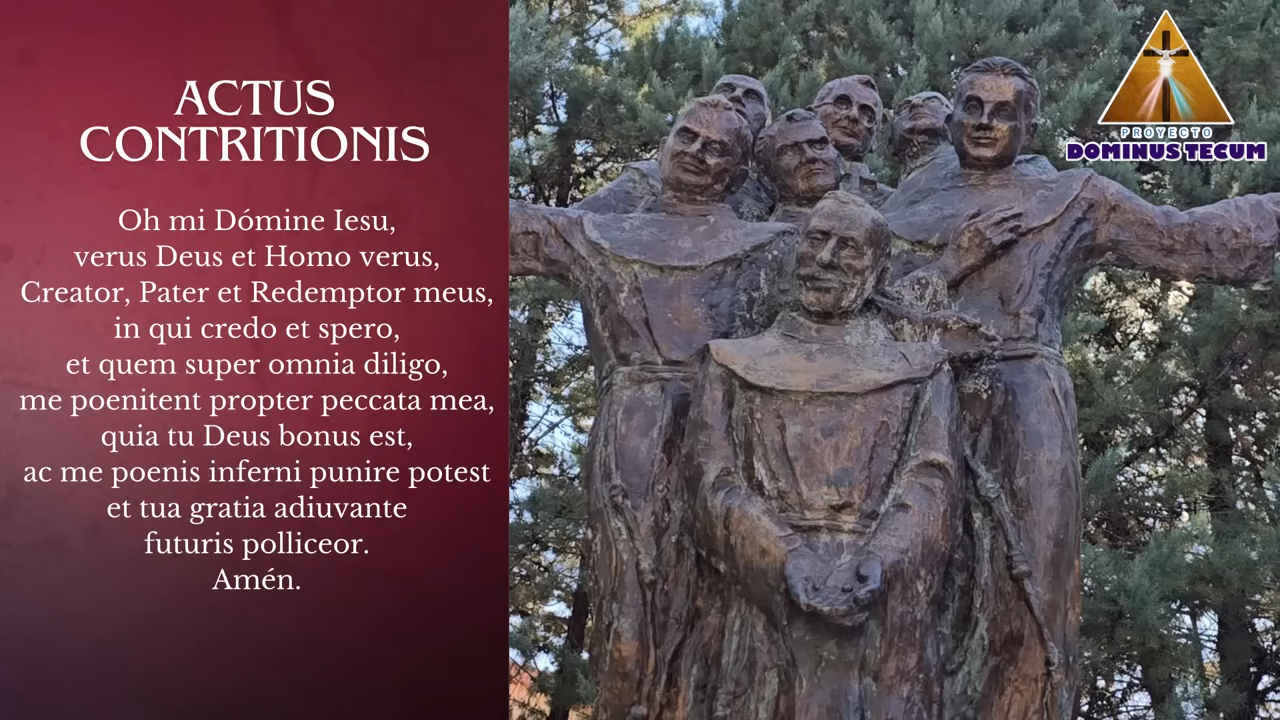 ACTUS
CONTRITIONIS
Oh mi Dómine Iesu,
verus Deus et Homo verus,
Creator, Pater et Redemptor meus,
in qui credo et spero,
et quem super omnia diligo,
me poenitent propter peccata mea,
quia tu Deus bonus est,
ac me poenis inferni punire potest
et tua gratia adiuvante
futuris polliceor.
Amén.
PROYECTO
DOMINUS TECUM